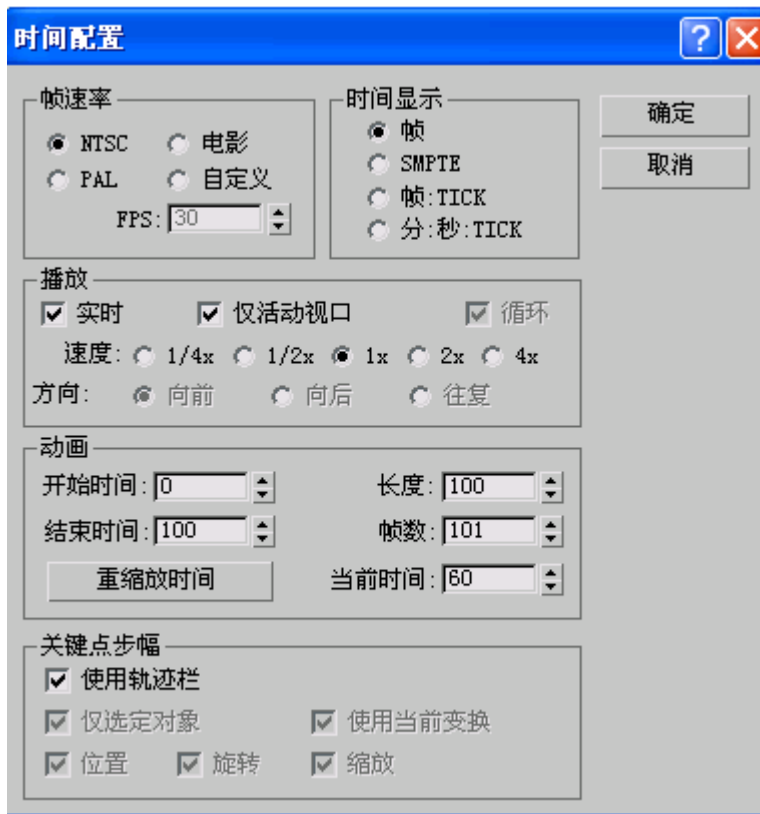 时间配置
帧速率
NTSC 电影
PAL 自定义
FPS: 30
时间显示
帧
SMPTE
帧:TICK
分:秒:TICK
确定
取消
播放
实时 仅活动视口 循环
速度: 1/4x 1/2x 1x 2x 4x
方向: 向前 向后 往复
动画
开始时间: 0 长度: 100
结束时间: 100 帧数: 101
重缩放时间 当前时间: 60
关键点步幅
使用轨迹栏
仅选定对象 使用当前变换
位置 旋转 缩放